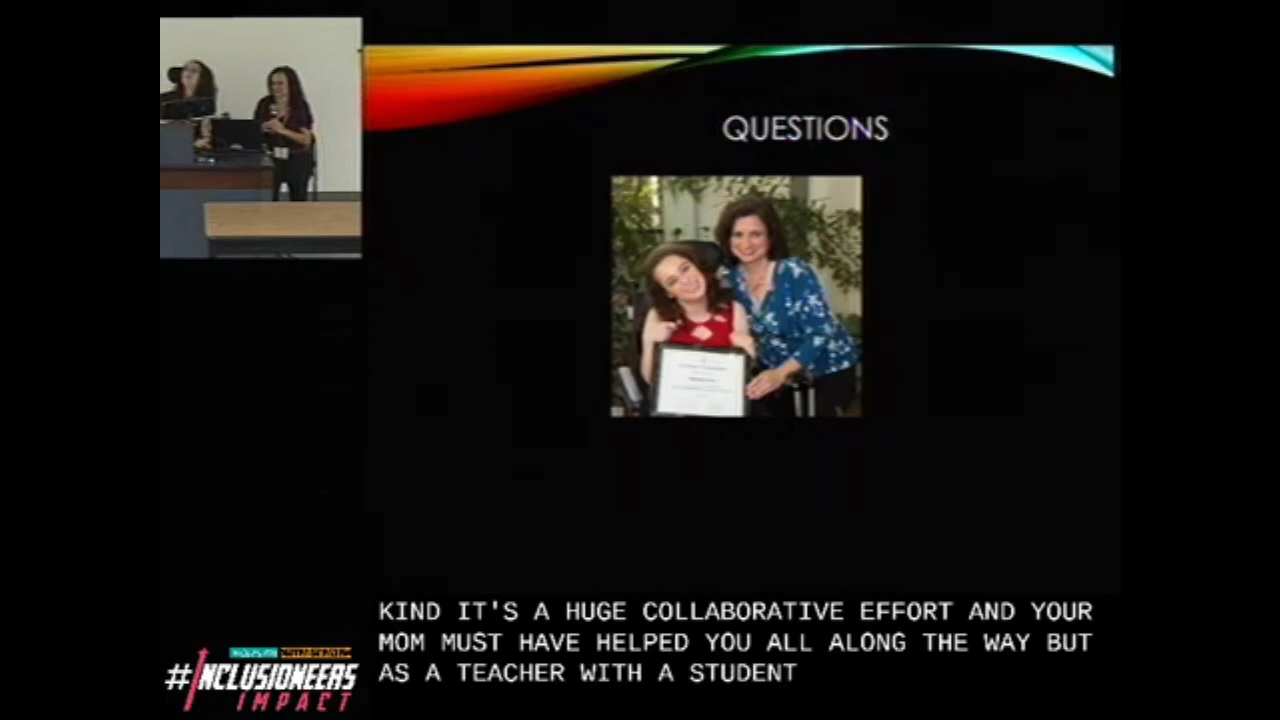 QUESTIONS
KIND IT'S A HUGE COLLABORATIVE EFFORT AND YOUR
MOM MUST HAVE HELPED YOU ALL ALONG THE WAY BUT
AS A TEACHER WITH A STUDENT
#INCLUSIONEERS
IMPACT